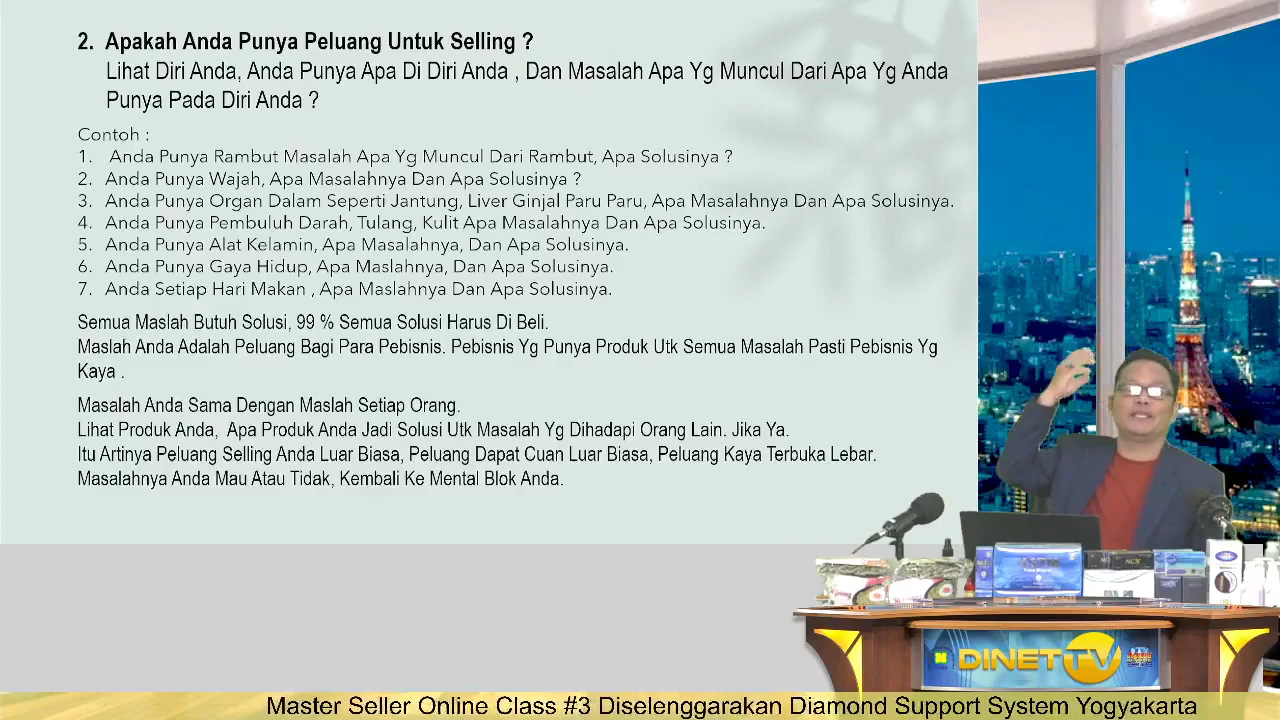 2. Apakah Anda Punya Peluang Untuk Selling ?
Lihat Diri Anda, Anda Punya Apa Di Diri Anda , Dan Masalah Apa Yg Muncul Dari Apa Yg Anda
Punya Pada Diri Anda ?
Contoh :
1. Anda Punya Rambut Masalah Apa Yg Muncul Dari Rambut, Apa Solusinya ?
2. Anda Punya Wajah, Apa Masalahnya Dan Apa Solusinya ?
3. Anda Punya Organ Dalam Seperti Jantung, Liver Ginjal Paru Paru, Apa Masalahnya Dan Apa Solusinya.
4. Anda Punya Pembuluh Darah, Tulang, Kulit Apa Masalahnya Dan Apa Solusinya.
5. Anda Punya Alat Kelamin, Apa Masalahnya, Dan Apa Solusinya.
6. Anda Punya Gaya Hidup, Apa Maslahnya, Dan Apa Solusinya.
7. Anda Setiap Hari Makan , Apa Maslahnya Dan Apa Solusinya.
Semua Maslah Butuh Solusi, 99 % Semua Solusi Harus Di Beli.
Maslah Anda Adalah Peluang Bagi Para Pebisnis. Pebisnis Yg Punya Produk Utk Semua Masalah Pasti Pebisnis Yg
Kaya .
Masalah Anda Sama Dengan Maslah Setiap Orang.
Lihat Produk Anda, Apa Produk Anda Jadi Solusi Utk Masalah Yg Dihadapi Orang Lain. Jika Ya.
Itu Artinya Peluang Selling Anda Luar Biasa, Peluang Dapat Cuan Luar Biasa, Peluang Kaya Terbuka Lebar.
Masalahnya Anda Mau Atau Tidak, Kembali Ke Mental Blok Anda.
DINET TV
Master Seller Online Class #3 Diselenggarakan Diamond Support System Yogyakarta